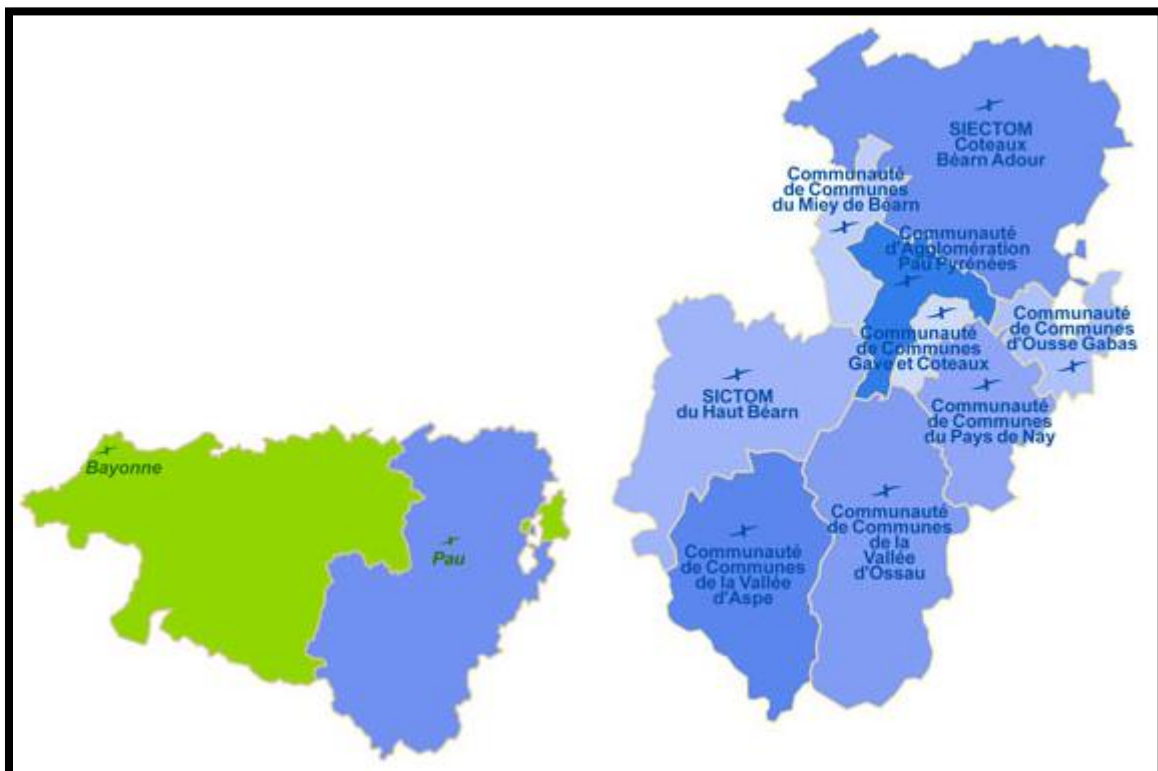 SIECTOM
Coteaux
Béarn Adour
Communauté
de Communes
du Miey de Béarn
Communauté
d'Agglomération
Pau Pyrénées
Communauté
de Communes
d'Ousse Gabas
Communauté
de Communes
Gave et Coteaux
SICTOM
du Haut Béarn
Communauté
de Communes
du Pays de Nay
Bayonne
Pau
Communauté
de Communes
de la Vallée
d'Aspe
Communauté
de Communes
de la
Vallée
d'Ossau